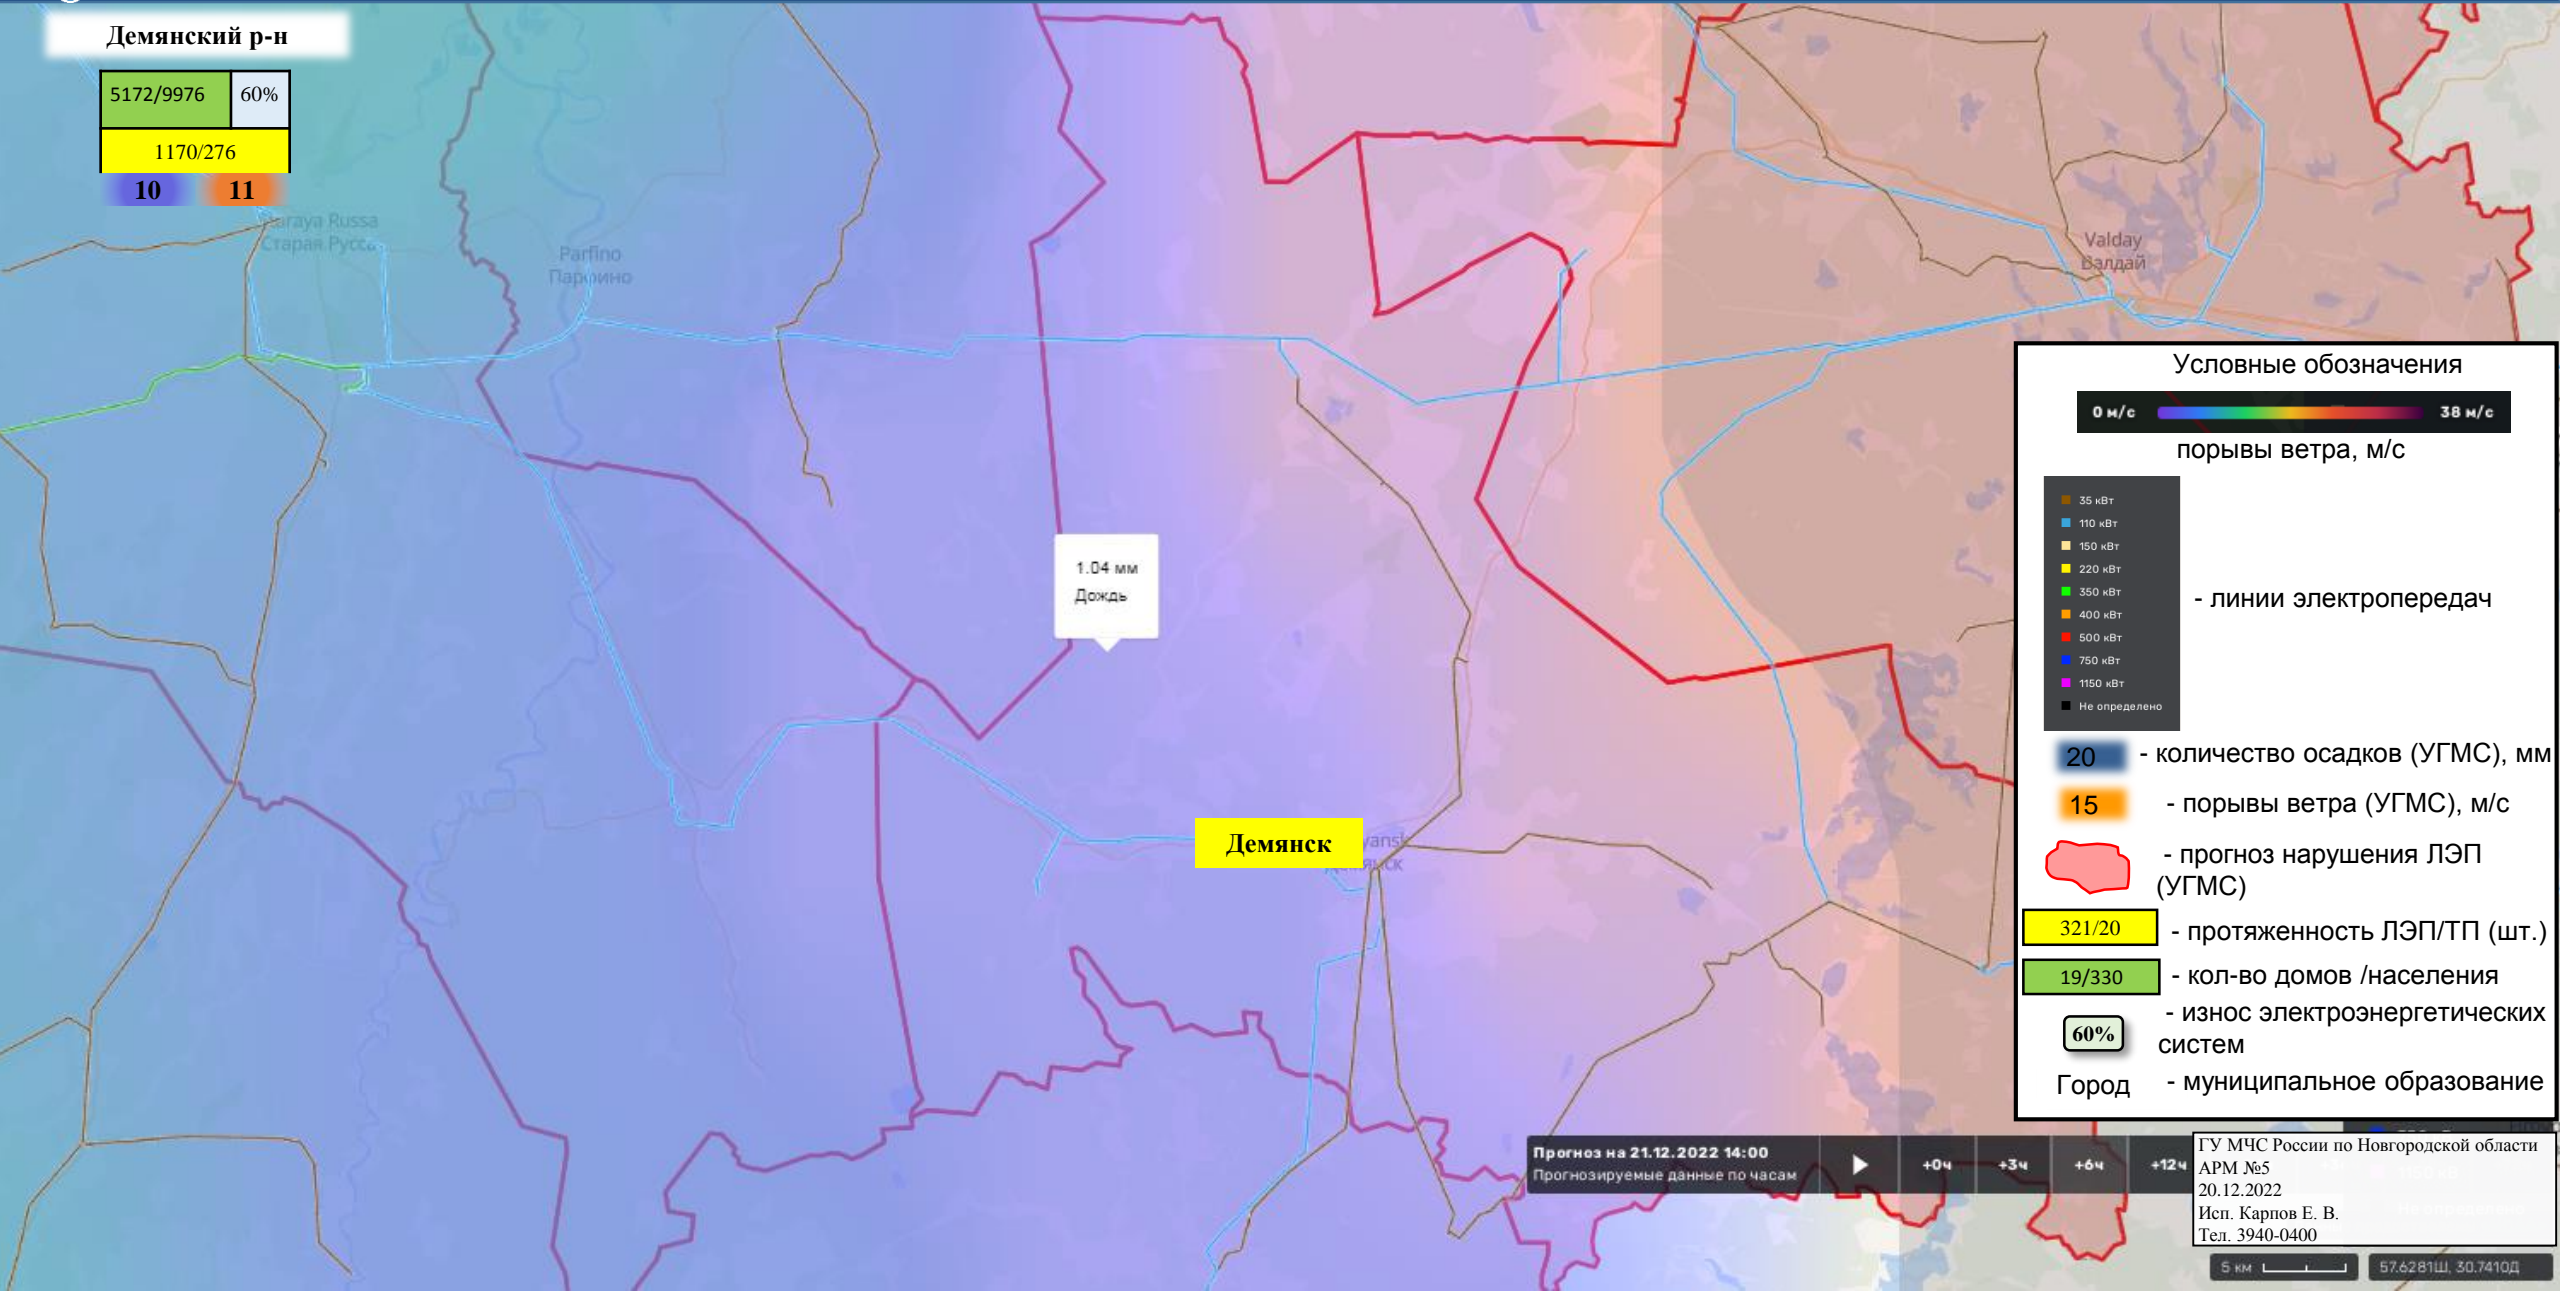 Демянский р-н
5172/9976
60%
1170/276
10
11
Старая Русса
Parfino
Парфино
Valday
Валдай
1.04 мм
Дождь
Демянск
Условные обозначения
0 м/с
38 м/с
порывы ветра, м/с
35 кВт
110 кВт
150 кВт
220 кВт
350 кВт
400 кВт
500 кВт
750 кВт
1150 кВт
Не определено
- линии электропередач
20 - количество осадков (УГМС), мм
15 - порывы ветра (УГМС), м/с
- прогноз нарушения ЛЭП
(УГМС)
321/20 - протяженность ЛЭП/ТП (шт.)
19/330 - кол-во домов /населения
60% - износ электроэнергетических
систем
Город - муниципальное образование
Прогноз на 21.12.2022 14:00
Прогнозируемые данные по часам
+0ч +3ч +6ч +12ч
ГУ МЧС России по Новгородской области
АРМ №5
20.12.2022
Исп. Карпов Е. В.
Тел. 3940-0400
5 км
57.6281Ш, 30.7410Д